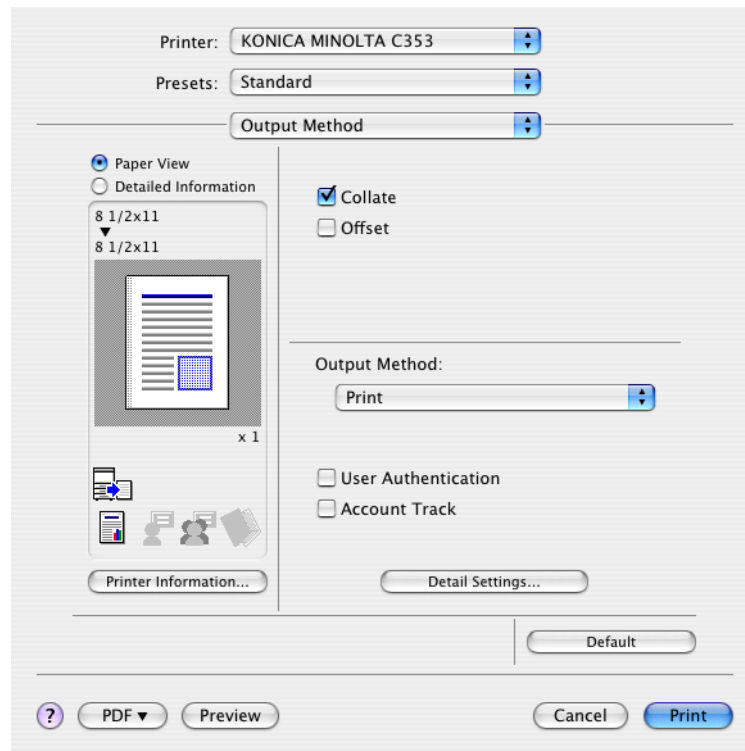 Printer: KONICA MINOLTA C353
Presets: Standard
Output Method
Paper View
Detailed Information
8 1/2x11
8 1/2x11
x 1
Printer Information...
Collate
Offset
Output Method:
Print
User Authentication
Account Track
Detail Settings...
Default
? PDF▼ Preview Cancel Print